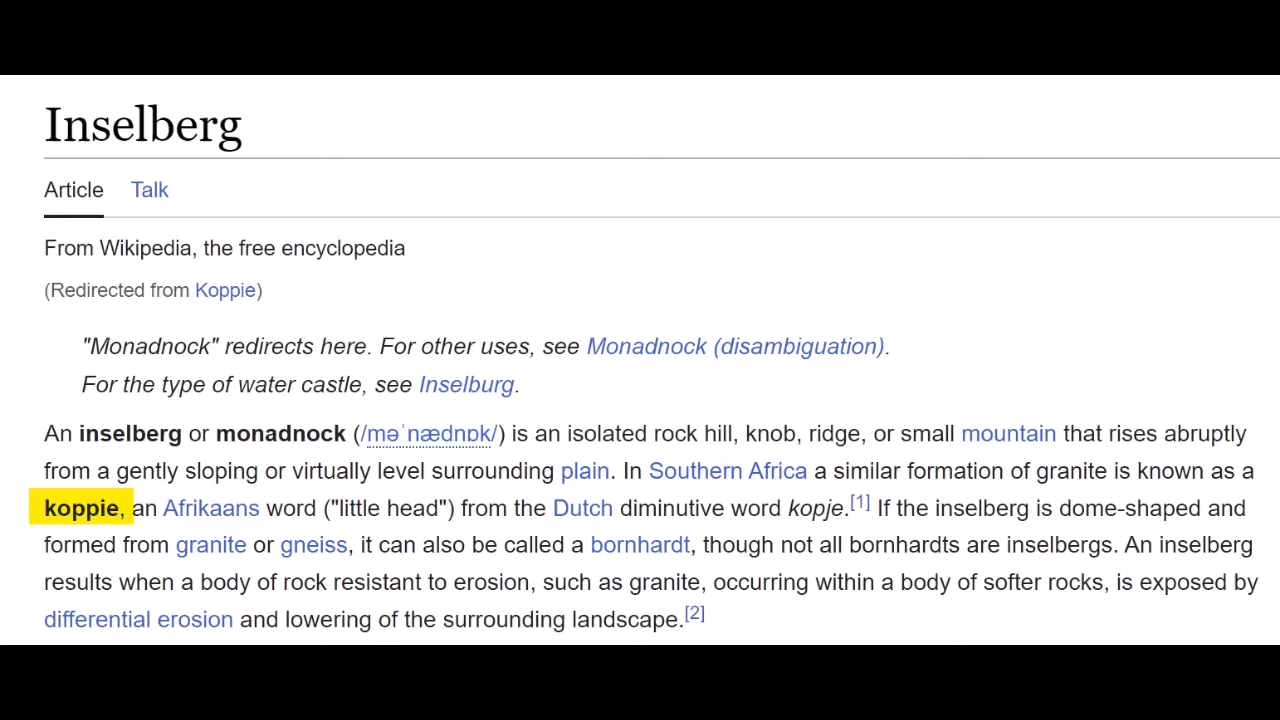 Inselberg
Article Talk
From Wikipedia, the free encyclopedia
(Redirected from Koppie)
"Monadnock" redirects here. For other uses, see Monadnock (disambiguation).
For the type of water castle, see Inselburg.
An inselberg or monadnock (/məˈnædnɒk/) is an isolated rock hill, knob, ridge, or small mountain that rises abruptly
from a gently sloping or virtually level surrounding plain. In Southern Africa a similar formation of granite is known as a
koppie, an Afrikaans word ("little head") from the Dutch diminutive word kopje.[1] If the inselberg is dome-shaped and
formed from granite or gneiss, it can also be called a bornhardt, though not all bornhardts are inselbergs. An inselberg
results when a body of rock resistant to erosion, such as granite, occurring within a body of softer rocks, is exposed by
differential erosion and lowering of the surrounding landscape.[2]